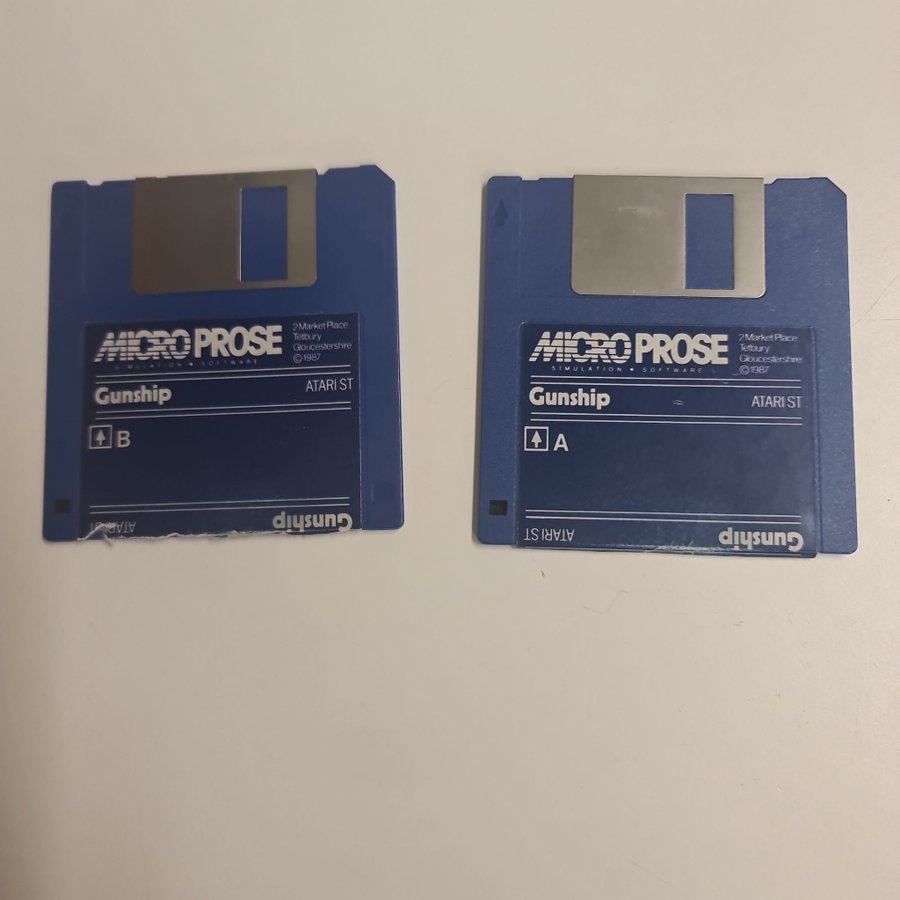 MICRO PROSE
SIMULATION • SOFTWARE
2 Market Place
Tetbury
Gloucestershire
©1987
Gunship
ATARI ST
B
Gunship
ATARI ST
MICRO PROSE
SIMULATION • SOFTWARE
2 Market Place
Tetbury
Gloucestershire
©1987
Gunship
ATARI ST
A
Gunship
ATARI ST